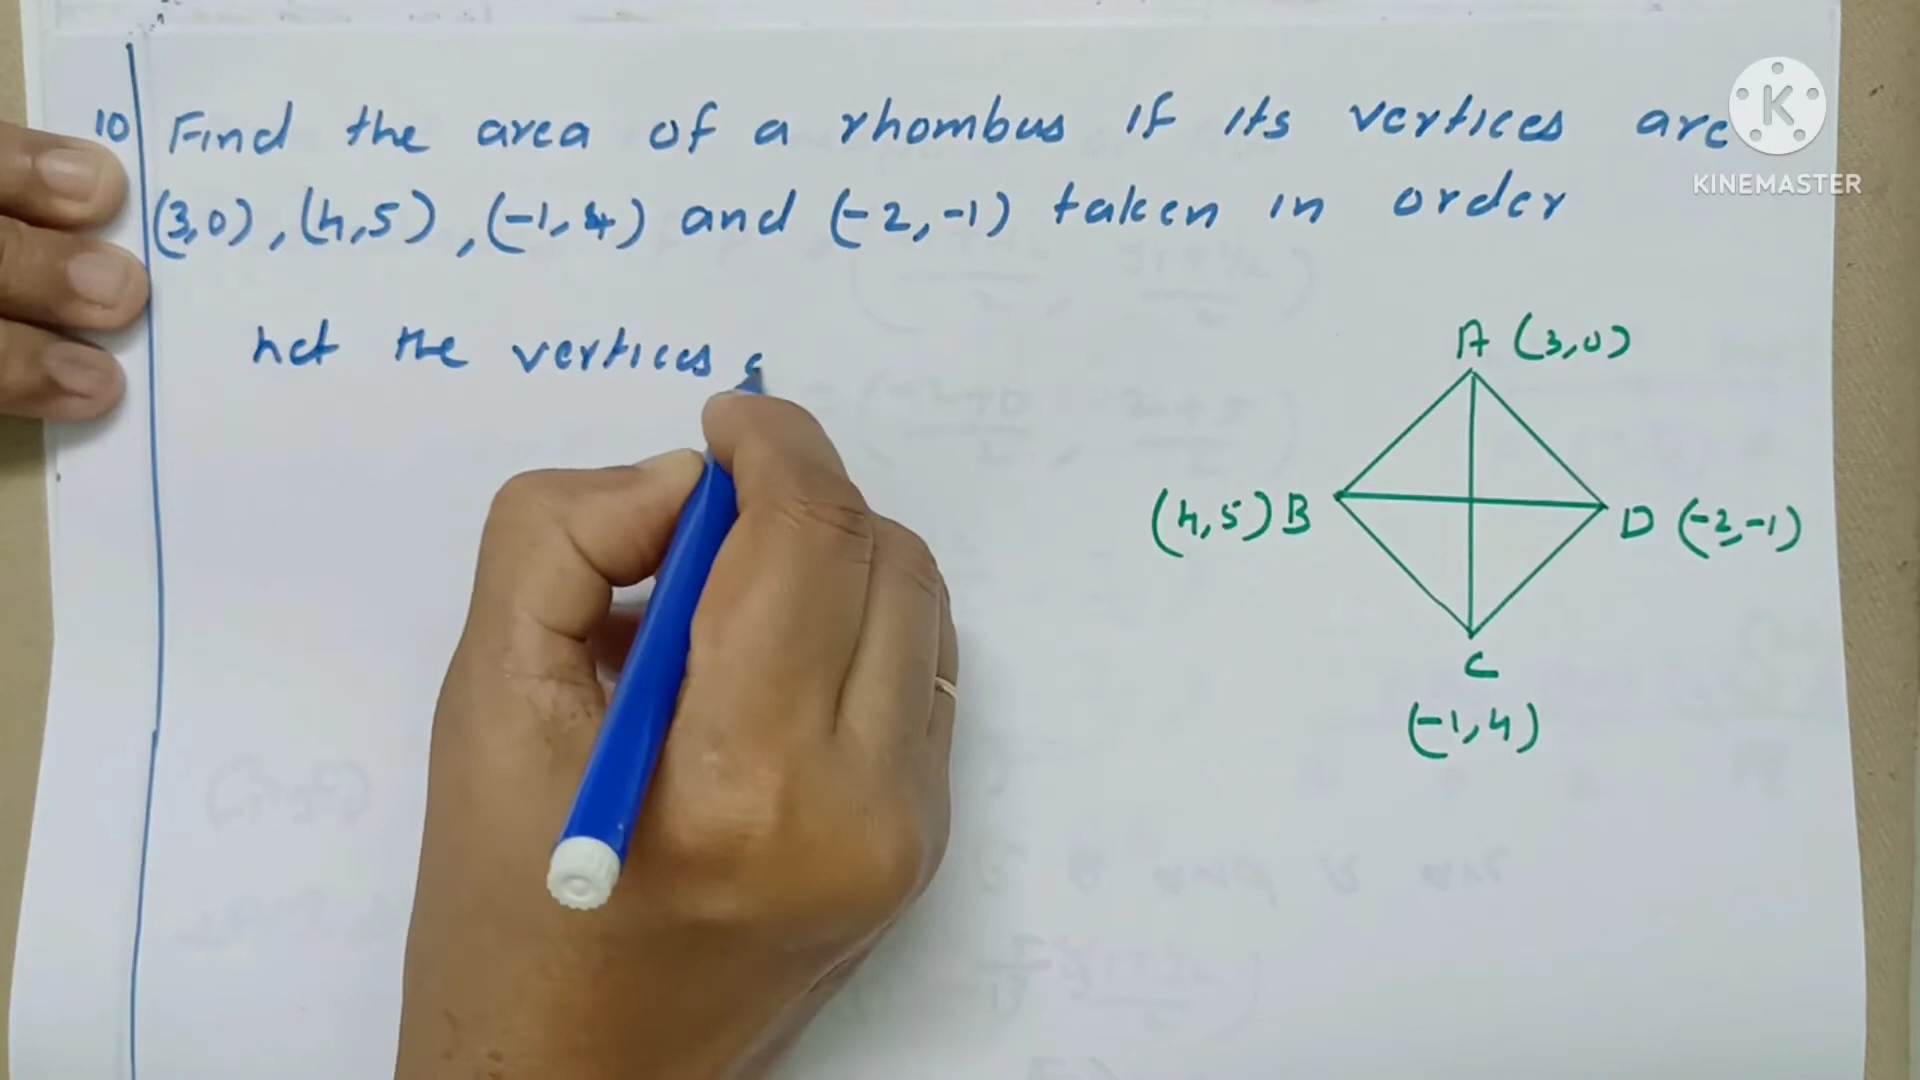 10 Find the area of a rhombus if its vertices are
(3,0), (4,5), (-1,4) and (-2,-1) taken in order
Let the vertices
A (3,0)
(4,5) B
D (-2,-1)
C
(-1,4)
K
KINEMASTER